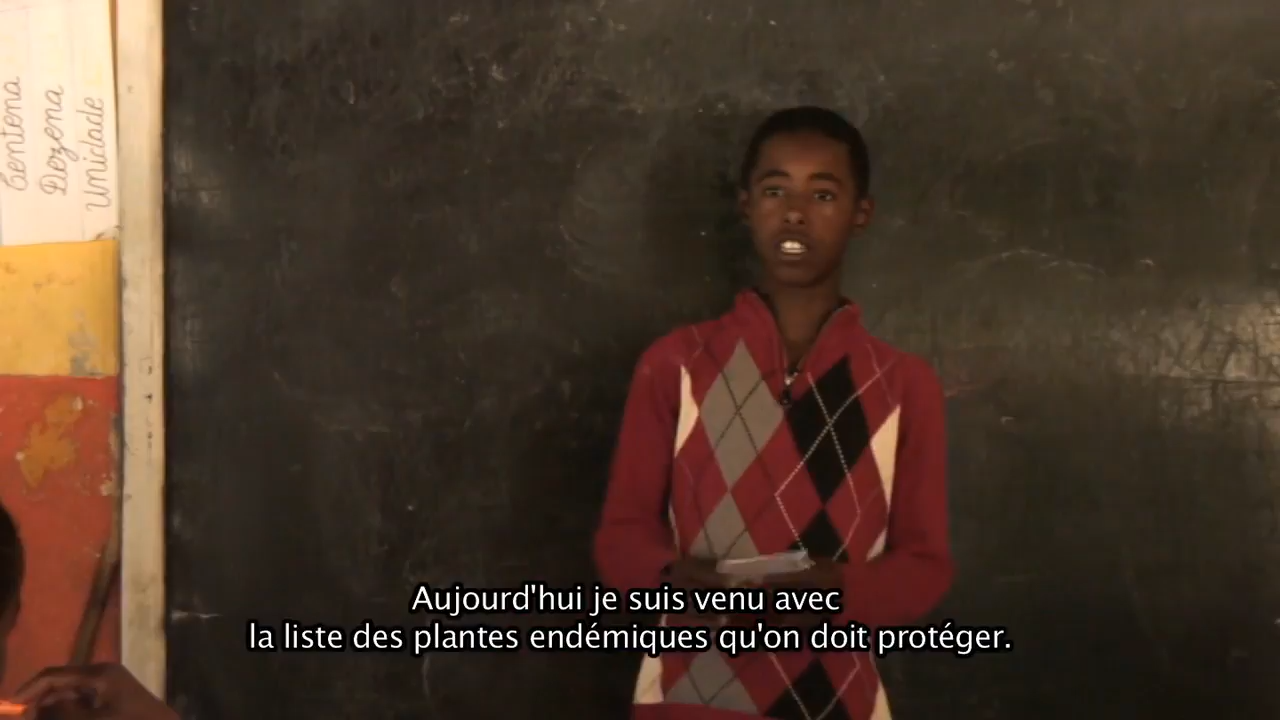 Centena
Dezena
Unidade
Aujourd'hui je suis venu avec
la liste des plantes endémiques qu'on doit protéger.